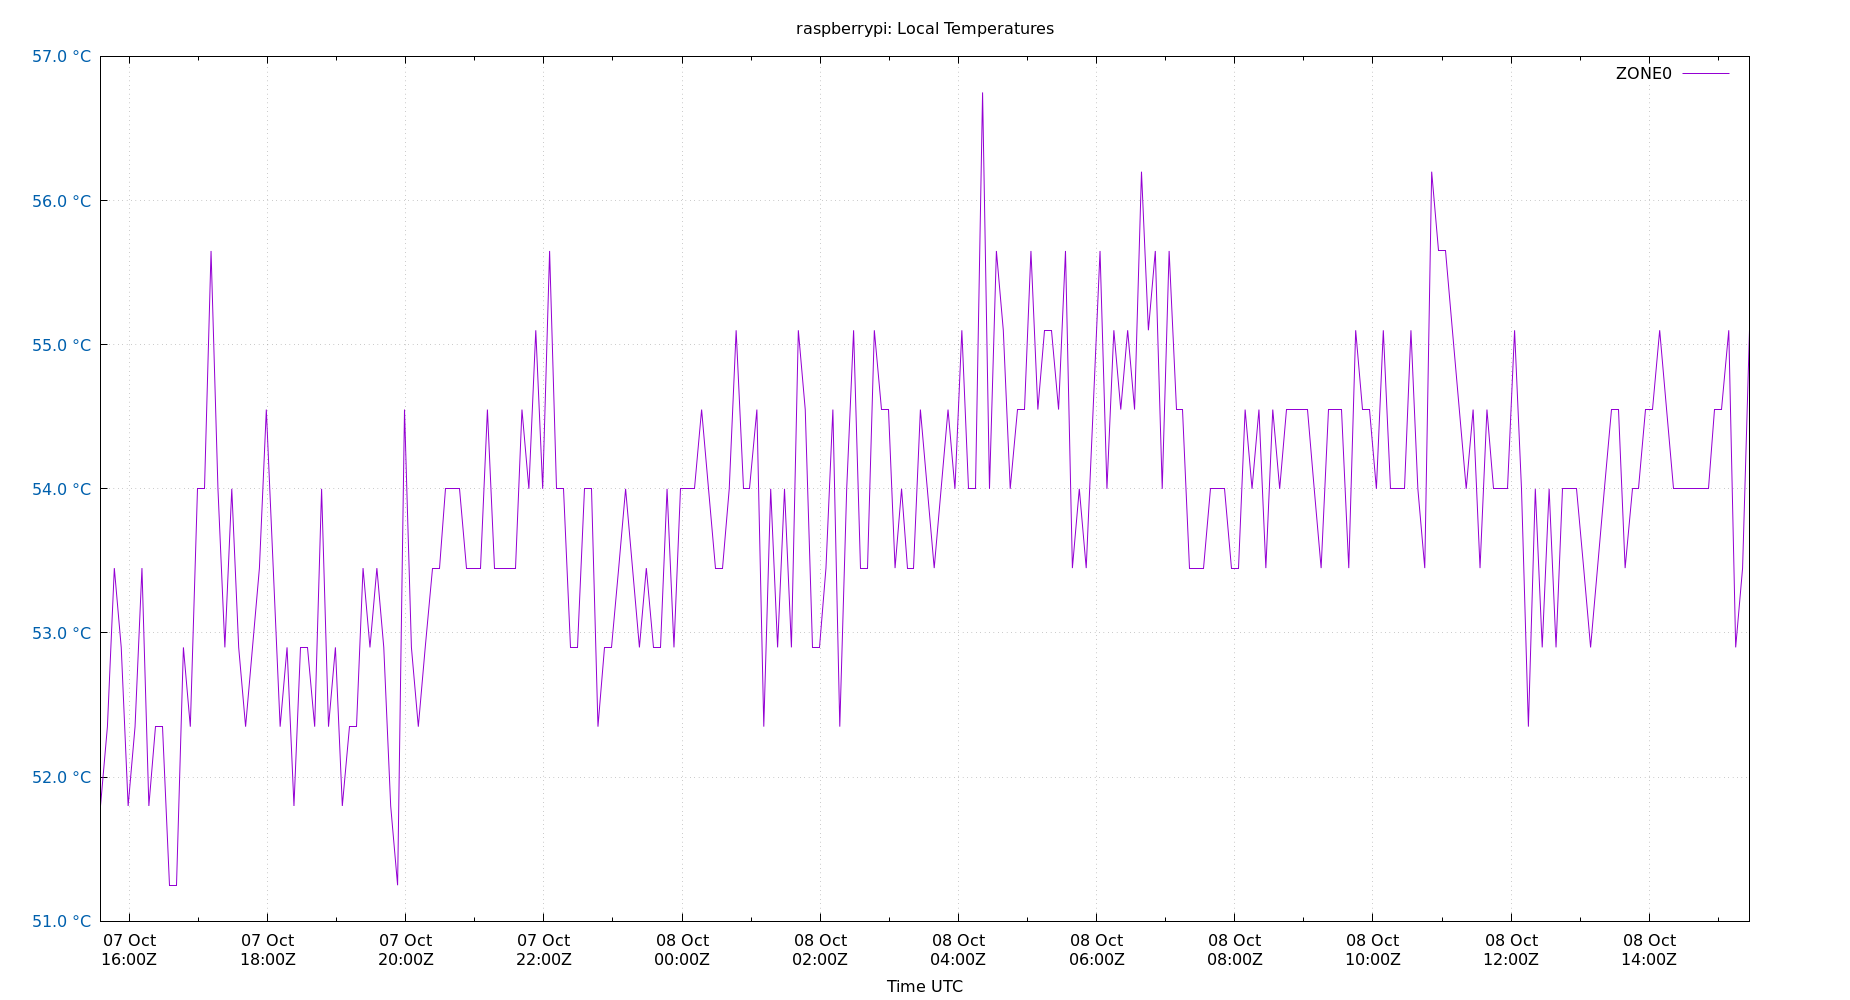 raspberrypi: Local Temperatures
57.0 °C
ZONE0
56.0 °C
55.0 °C
54.0 °C
53.0 °C
52.0 °C
51.0 °C
07 Oct 07 Oct 07 Oct 07 Oct 08 Oct 08 Oct 08 Oct 08 Oct 08 Oct 08 Oct 08 Oct 08 Oct
16:00Z 18:00Z 20:00Z 22:00Z 00:00Z 02:00Z 04:00Z 06:00Z 08:00Z 10:00Z 12:00Z 14:00Z
Time UTC